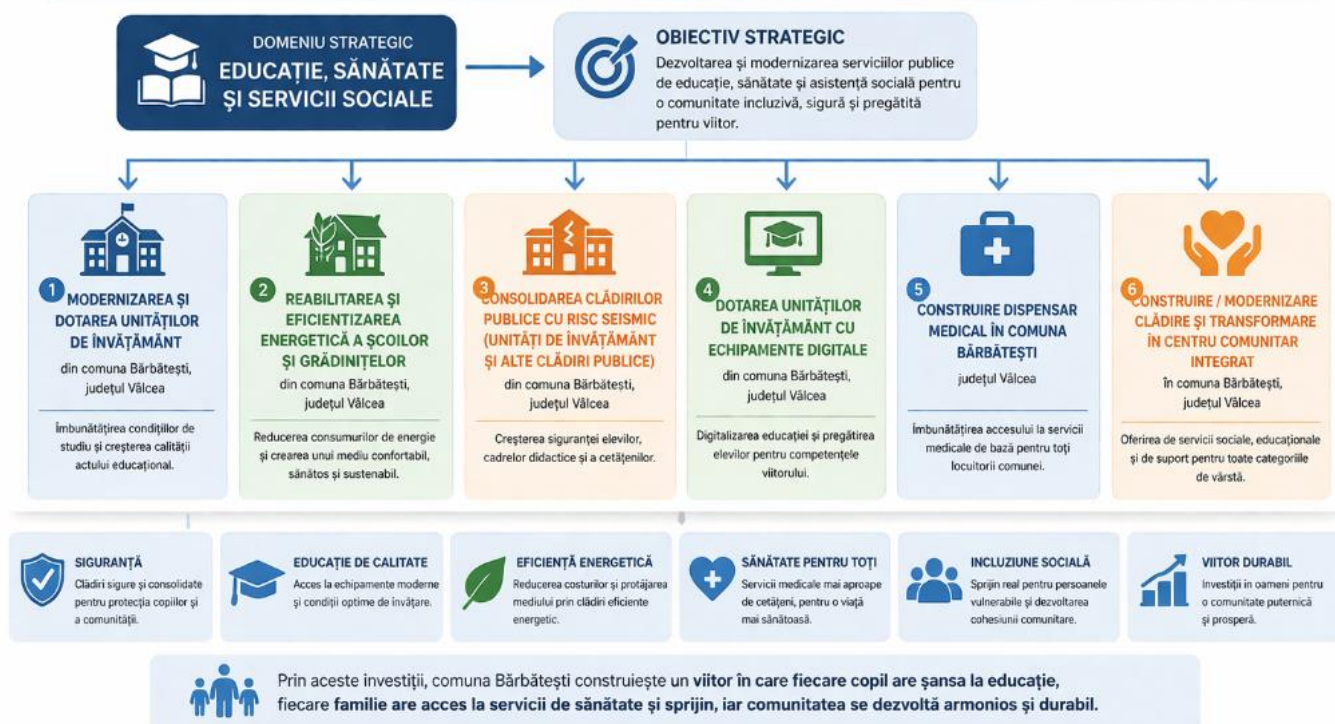 DOMENIU STRATEGIC
EDUCAȚIE, SĂNĂTATE
ȘI SERVICII SOCIALE
OBIECTIV STRATEGIC
Dezvoltarea și modernizarea serviciilor publice
de educație, sănătate și asistență socială pentru
o comunitate incluzivă, sigură și pregătită
pentru viitor.
1
MODERNIZAREA ȘI
DOTAREA UNITĂȚILOR
DE ÎNVĂȚĂMÂNT
din comuna Bărbătești,
județul Vâlcea
Îmbunătățirea condițiilor de
studiu și creșterea calității
actului educațional.
2
REABILITAREA ȘI
EFICIENTIZAREA
ENERGETICĂ A ȘCOILOR
ȘI GRĂDINIȚELOR
din comuna Bărbătești,
județul Vâlcea
Reducerea consumurilor de energie
și crearea unui mediu confortabil,
sănătos și sustenabil.
3
CONSOLIDAREA CLĂDIRILOR
PUBLICE CU RISC SEISMIC
(UNITĂȚI DE ÎNVĂȚĂMÂNT
ȘI ALTE CLĂDIRI PUBLICE)
din comuna Bărbătești,
județul Vâlcea
Creșterea siguranței elevilor,
cadrelor didactice și a cetățenilor.
4
DOTAREA UNITĂȚILOR
DE ÎNVĂȚĂMÂNT CU
ECHIPAMENTE DIGITALE
din comuna Bărbătești,
județul Vâlcea
Digitalizarea educației și pregătirea
elevilor pentru competențele
viitorului.
5
CONSTRUIRE DISPENSAR
MEDICAL ÎN COMUNA
BĂRBĂTEȘTI
județul Vâlcea
Îmbunătățirea accesului la servicii
medicale de bază pentru toți
locuitorii comunei.
6
CONSTRUIRE / MODERNIZARE
CLĂDIRE ȘI TRANSFORMARE
ÎN CENTRU COMUNITAR
INTEGRAT
în comuna Bărbătești,
județul Vâlcea
Oferirea de servicii sociale, educaționale
și de suport pentru toate categoriile
de vârstă.
SIGURANȚĂ
Clădiri sigure și consolidate
pentru protecția copiilor și
a comunității.
EDUCAȚIE DE CALITATE
Acces la echipamente moderne
și condiții optime de învățare.
EFICIENȚĂ ENERGETICĂ
Reducerea costurilor și protájarea
mediului prin clădiri eficiente
energetic.
SĂNĂTATE PENTRU TOȚI
Servicii medicale mai aproape
de cetățeni, pentru o viață
mai sănătoasă.
INCLUZIUNE SOCIALĂ
Sprijin real pentru persoanele
vulnerabile și dezvoltarea
coheslunii comunitare.
VIITOR DURABIL
Investiții în oameni pentru
o comunitate puternică
și prosperă.
Prin aceste investiții, comuna Bărbătești construiește un viitor în care fiecare copil are șansa la educație,
fiecare familie are acces la servicii de sănătate și sprijin, iar comunitatea se dezvoltă armonios și durabil.